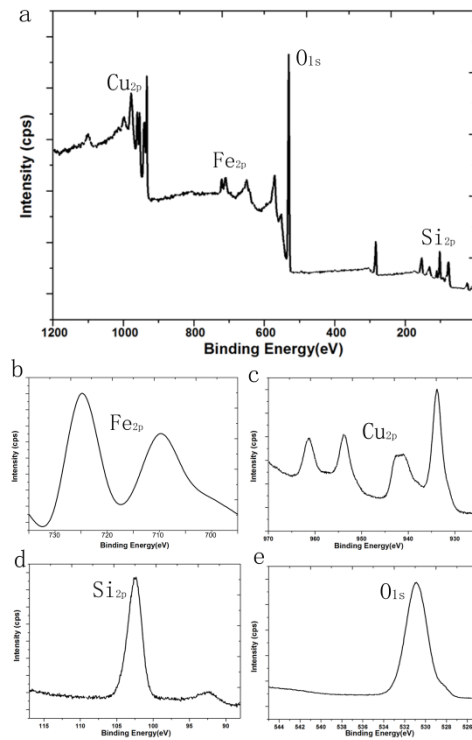 a
O1s
Cu2p
Fe2p
Si2p
Intensity (cps)
1200 1000 800 600 400 200
Binding Energy(eV)
b
Fe2p
Intensity (cps)
730 720 710 700
Binding Energy(eV)
c
Cu2p
Intensity (cps)
970 960 950 940 930
Binding Energy(eV)
d
Si2p
Intensity (cps)
115 110 105 100 95 90
Binding Energy(eV)
e
O1s
Intensity (cps)
544 542 540 538 536 534 532 530 528 526
Binding Energy(eV)